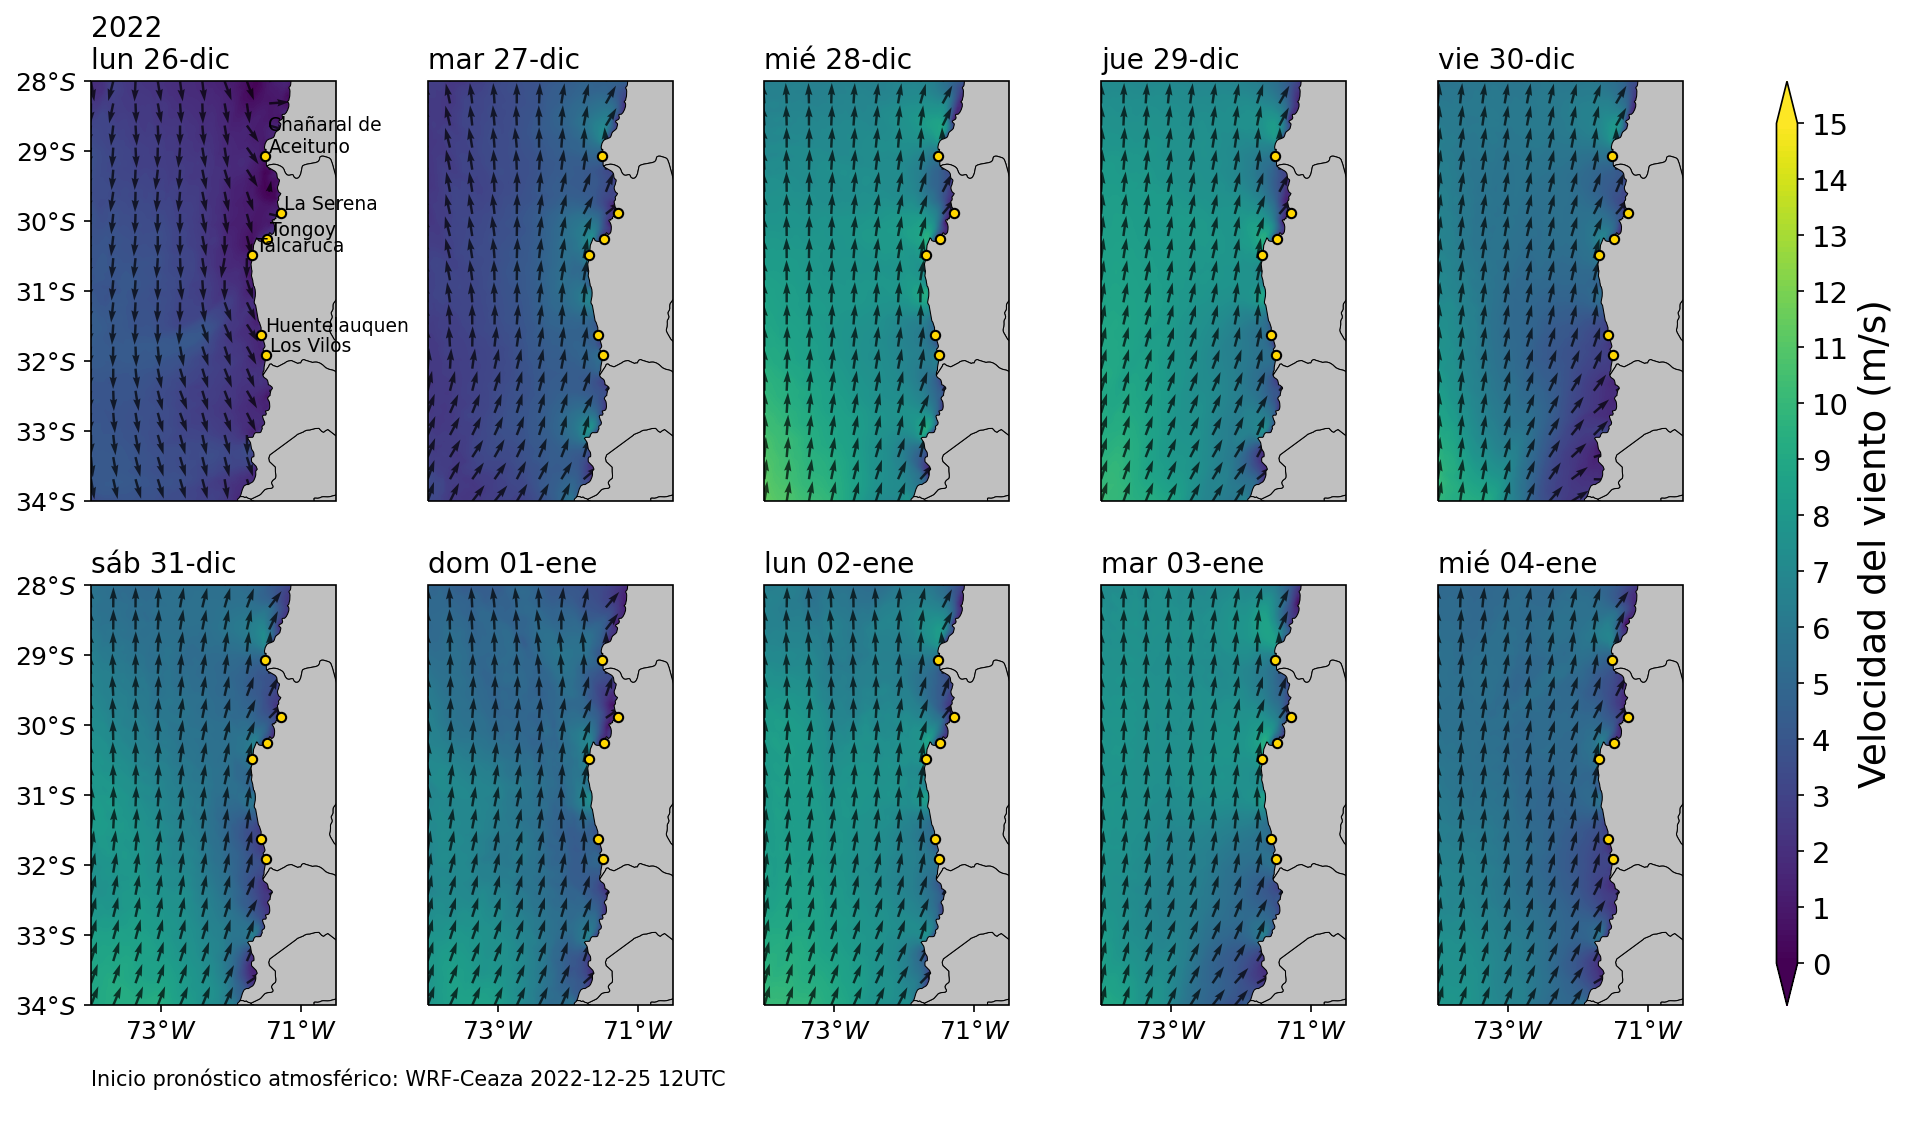 2022
lun 26-dic
mar 27-dic
mié 28-dic
jue 29-dic
vie 30-dic
28°S
29°S
30°S
31°S
32°S
33°S
34°S
Chañaral de
Aceituno
La Serena
Tongoy
Talcaruca
Huentelauquen
Los Vilos
sáb 31-dic
dom 01-ene
lun 02-ene
mar 03-ene
mié 04-ene
28°S
29°S
30°S
31°S
32°S
33°S
34°S
73°W 71°W
73°W 71°W
73°W 71°W
73°W 71°W
73°W 71°W
15
14
13
12
11
10
9
8
7
6
5
4
3
2
1
0
Velocidad del viento (m/s)
Inicio pronóstico atmosférico: WRF-Ceaza 2022-12-25 12UTC